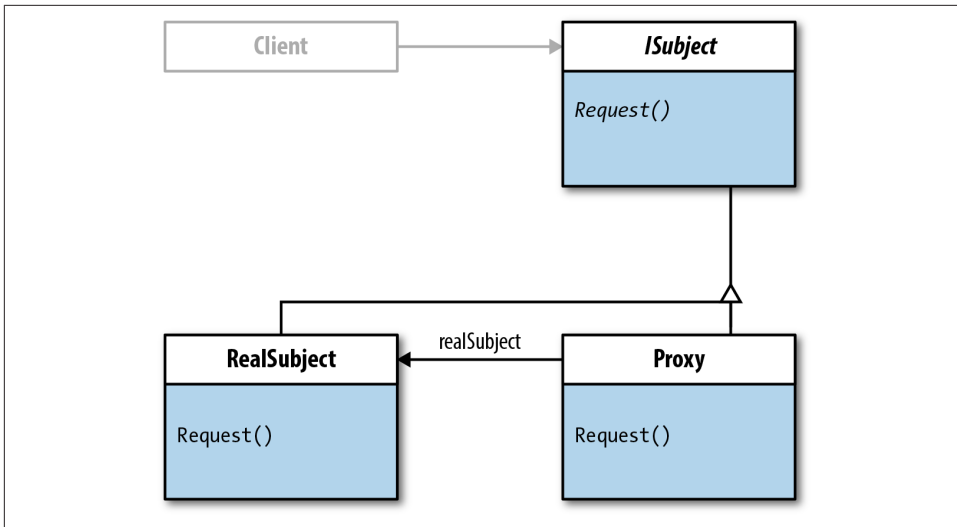 Client
ISubject
Request()
realSubject
RealSubject
Proxy
Request()
Request()